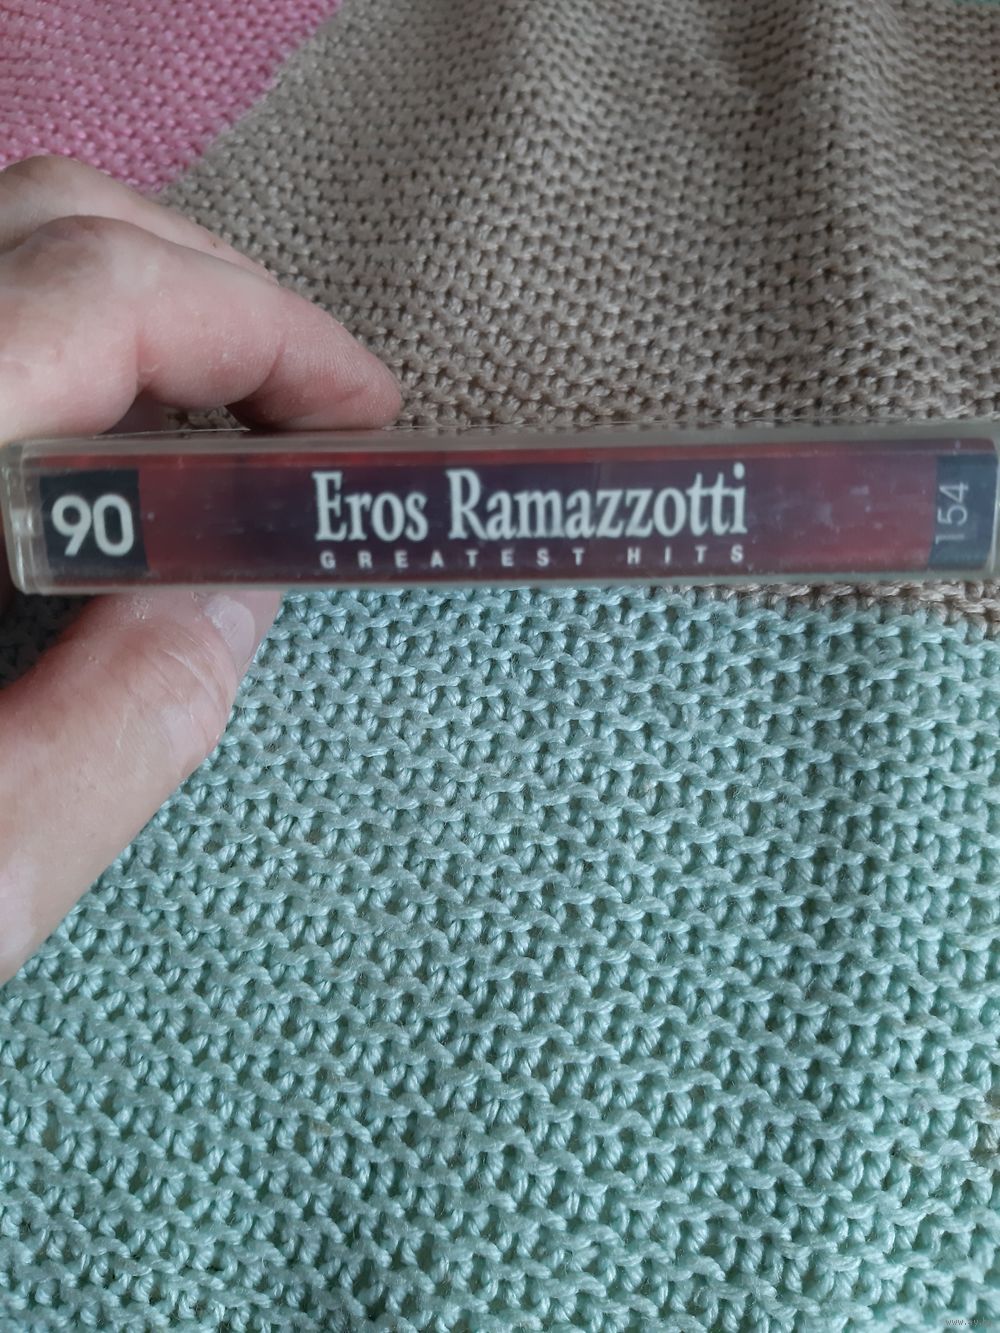 90
Eros Ramazzotti
GREATEST HITS
154